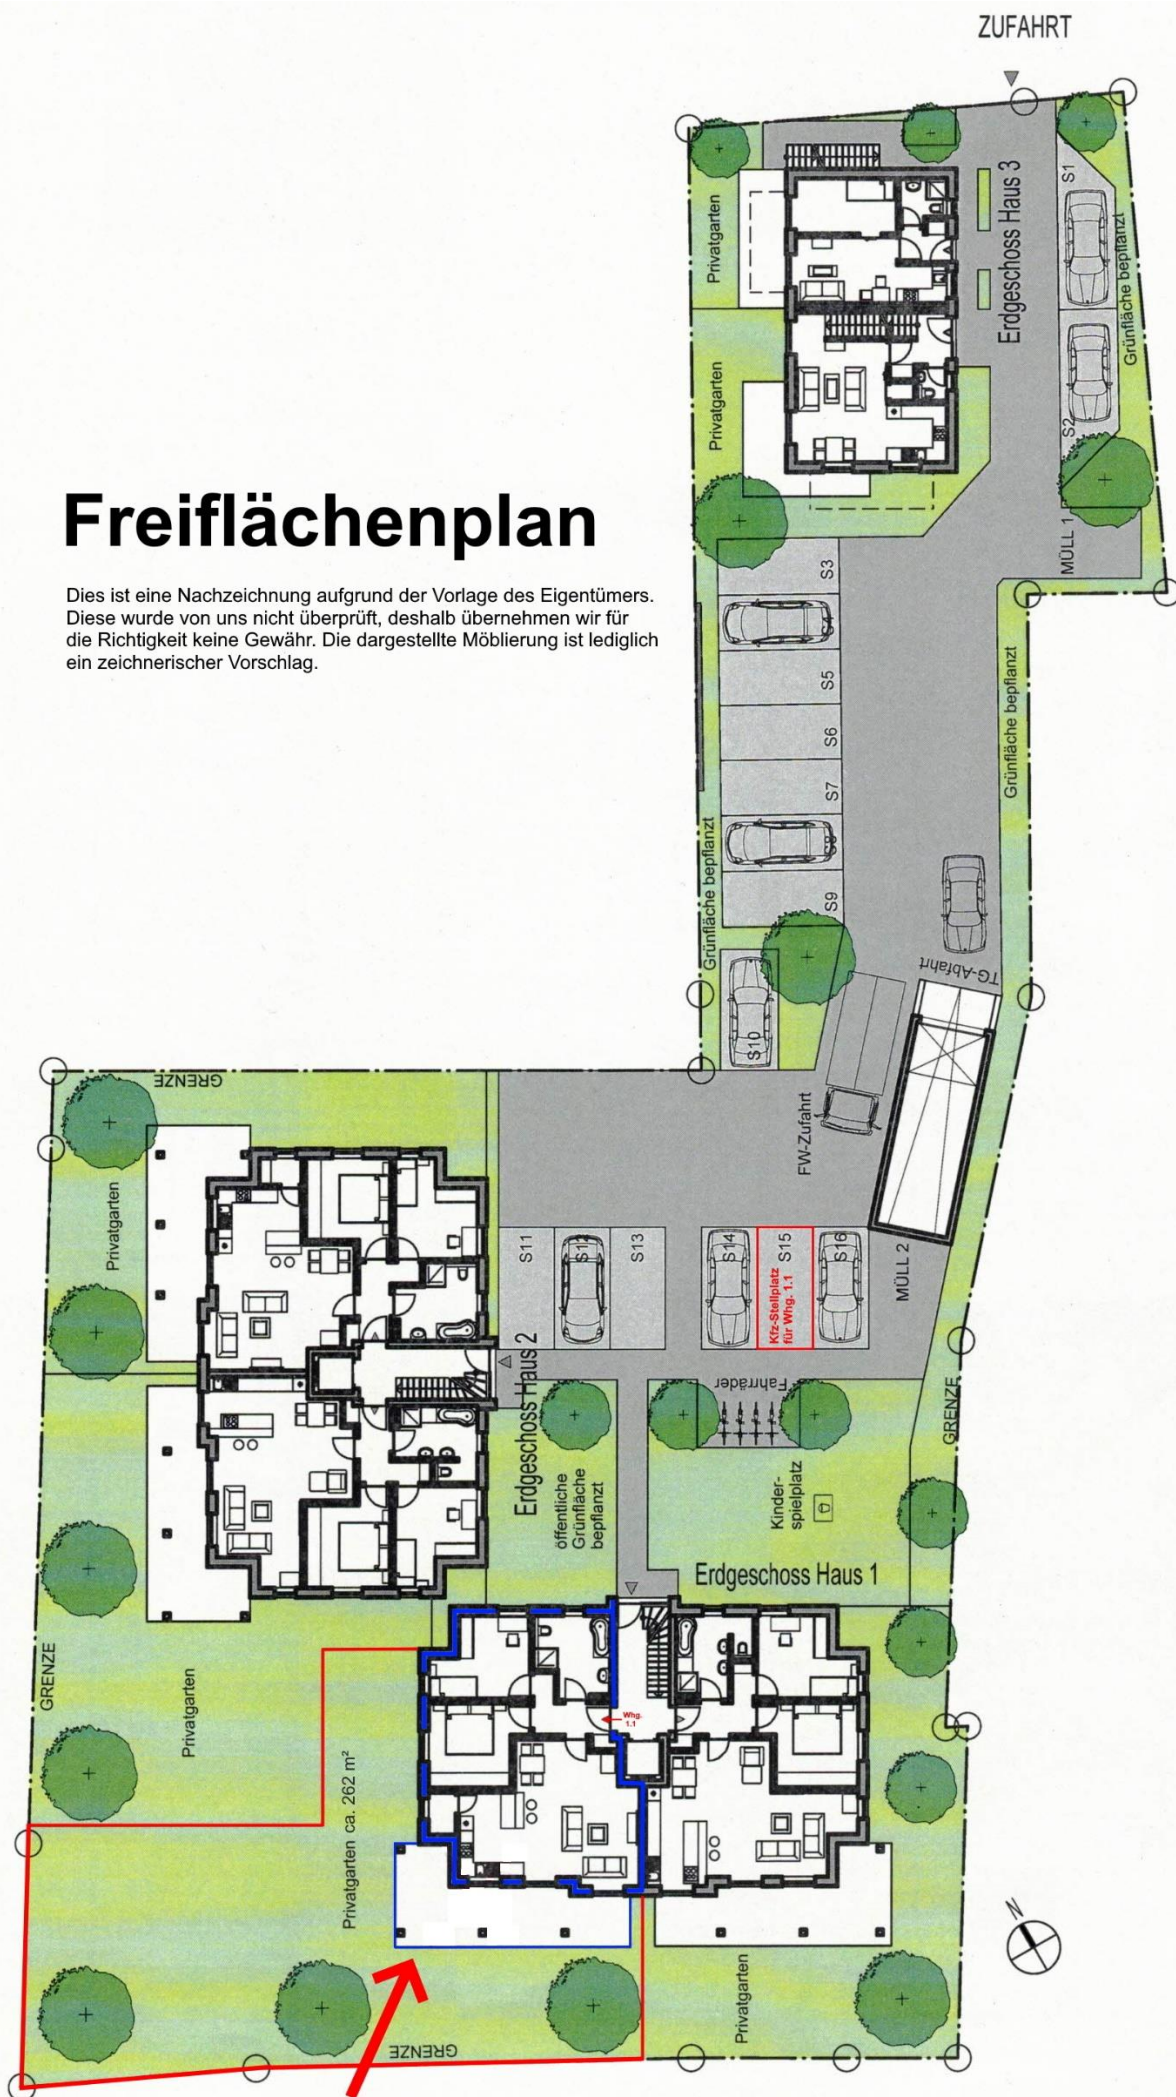 ZUFAHRT
Privatgarten
Erdgeschoss Haus 3
S1
Grünfläche bepflanzt
Privatgarten
S2
Freiflächenplan
MÜLL 1
S3
Dies ist eine Nachzeichnung aufgrund der Vorlage des Eigentümers.
Diese wurde von uns nicht überprüft, deshalb übernehmen wir für
die Richtigkeit keine Gewähr. Die dargestellte Möblierung ist lediglich
ein zeichnerischer Vorschlag.
S4
S5
S6
Grünfläche bepflanzt
S7
Grünfläche bepflanzt
S9
TG-Abfahrt
S10
GRENZE
FW-Zufahrt
Privatgarten
S11
S12
S13
S14
S15
S16
MÜLL 2
Kfz-Stellplatz
für Whg. 1.1
Erdgeschoss Haus 2
Fahrräder
GRENZE
öffentliche
Grünfläche
bepflanzt
Kinder-
spielplatz
Erdgeschoss Haus 1
GRENZE
Privatgarten
Whg.
1.1
Privatgarten ca. 262 m²
N
Privatgarten
GRENZE